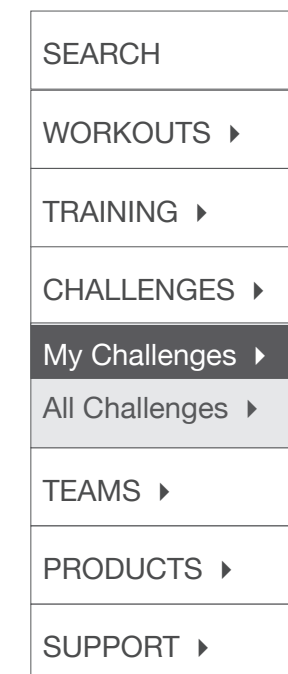 SEARCH
WORKOUTS
TRAINING
CHALLENGES
My Challenges
All Challenges
TEAMS
PRODUCTS
SUPPORT